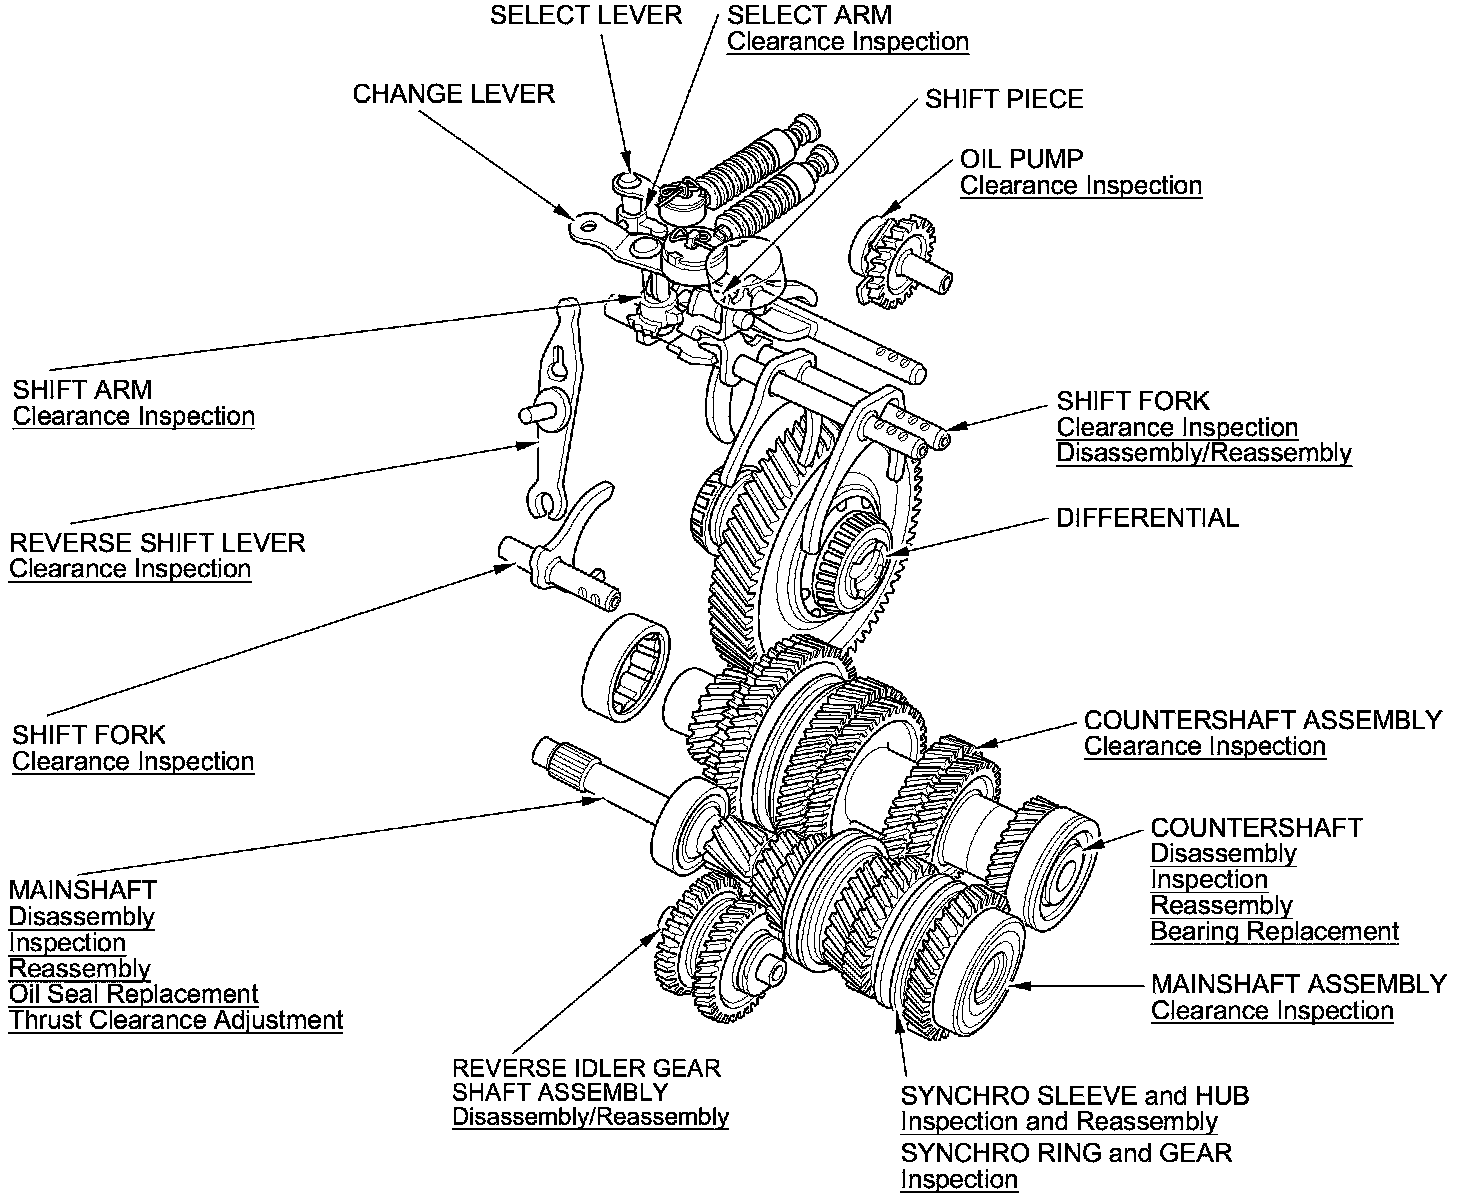 SELECT LEVER
SELECT ARM
Clearance Inspection
CHANGE LEVER
SHIFT PIECE
OIL PUMP
Clearance Inspection
SHIFT ARM
Clearance Inspection
SHIFT FORK
Clearance Inspection
Disassembly/Reassembly
DIFFERENTIAL
REVERSE SHIFT LEVER
Clearance Inspection
SHIFT FORK
Clearance Inspection
COUNTERSHAFT ASSEMBLY
Clearance Inspection
COUNTERSHAFT
Disassembly
Inspection
Reassembly
Bearing Replacement
MAINSHAFT
Disassembly
Inspection
Reassembly
Oil Seal Replacement
Thrust Clearance Adjustment
MAINSHAFT ASSEMBLY
Clearance Inspection
REVERSE IDLER GEAR
SHAFT ASSEMBLY
Disassembly/Reassembly
SYNCHRO SLEEVE and HUB
Inspection and Reassembly
SYNCHRO RING and GEAR
Inspection